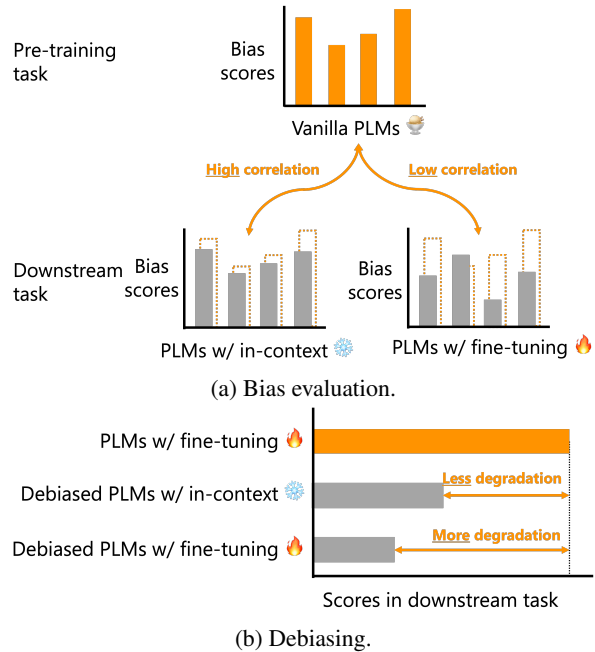 Pre-training
task
Bias
scores
Vanilla PLMs
High correlation
Low correlation
Downstream
task
Bias
scores
Bias
scores
PLMs w/ in-context
PLMs w/ fine-tuning
(a) Bias evaluation.
PLMs w/ fine-tuning
Less degradation
Debiased PLMs w/ in-context
More degradation
Debiased PLMs w/ fine-tuning
Scores in downstream task
(b) Debiasing.